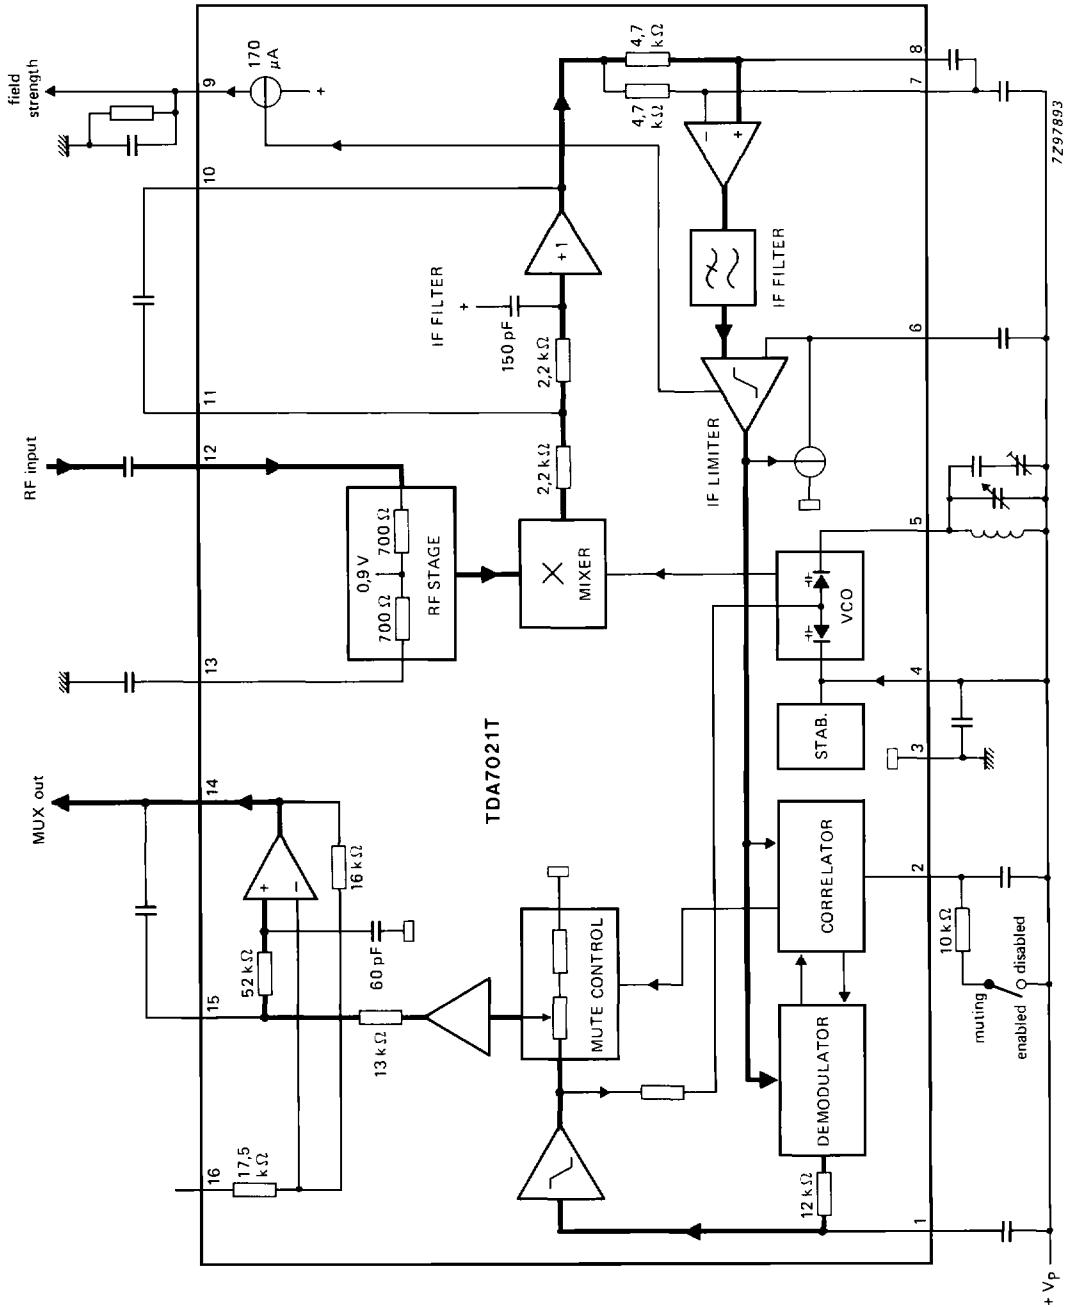 field
strength
RF input
MUX out
9
10
11
12
13
14
15
16
170
μA
+
4,7
kΩ
4,7
kΩ
8
7
−
+
+1
IF FILTER
+
150 pF
2,2 kΩ
2,2 kΩ
IF FILTER
6
IF LIMITER
700 Ω
0,9 V
700 Ω
RF STAGE
MIXER
5
VCO
4
STAB.
3
TDA7021T
+
−
16 kΩ
52 kΩ
60 pF
13 kΩ
MUTE CONTROL
CORRELATOR
2
10 kΩ
muting
disabled
enabled
DEMODULATOR
17,5
kΩ
12 kΩ
1
+ VP
7Z97893